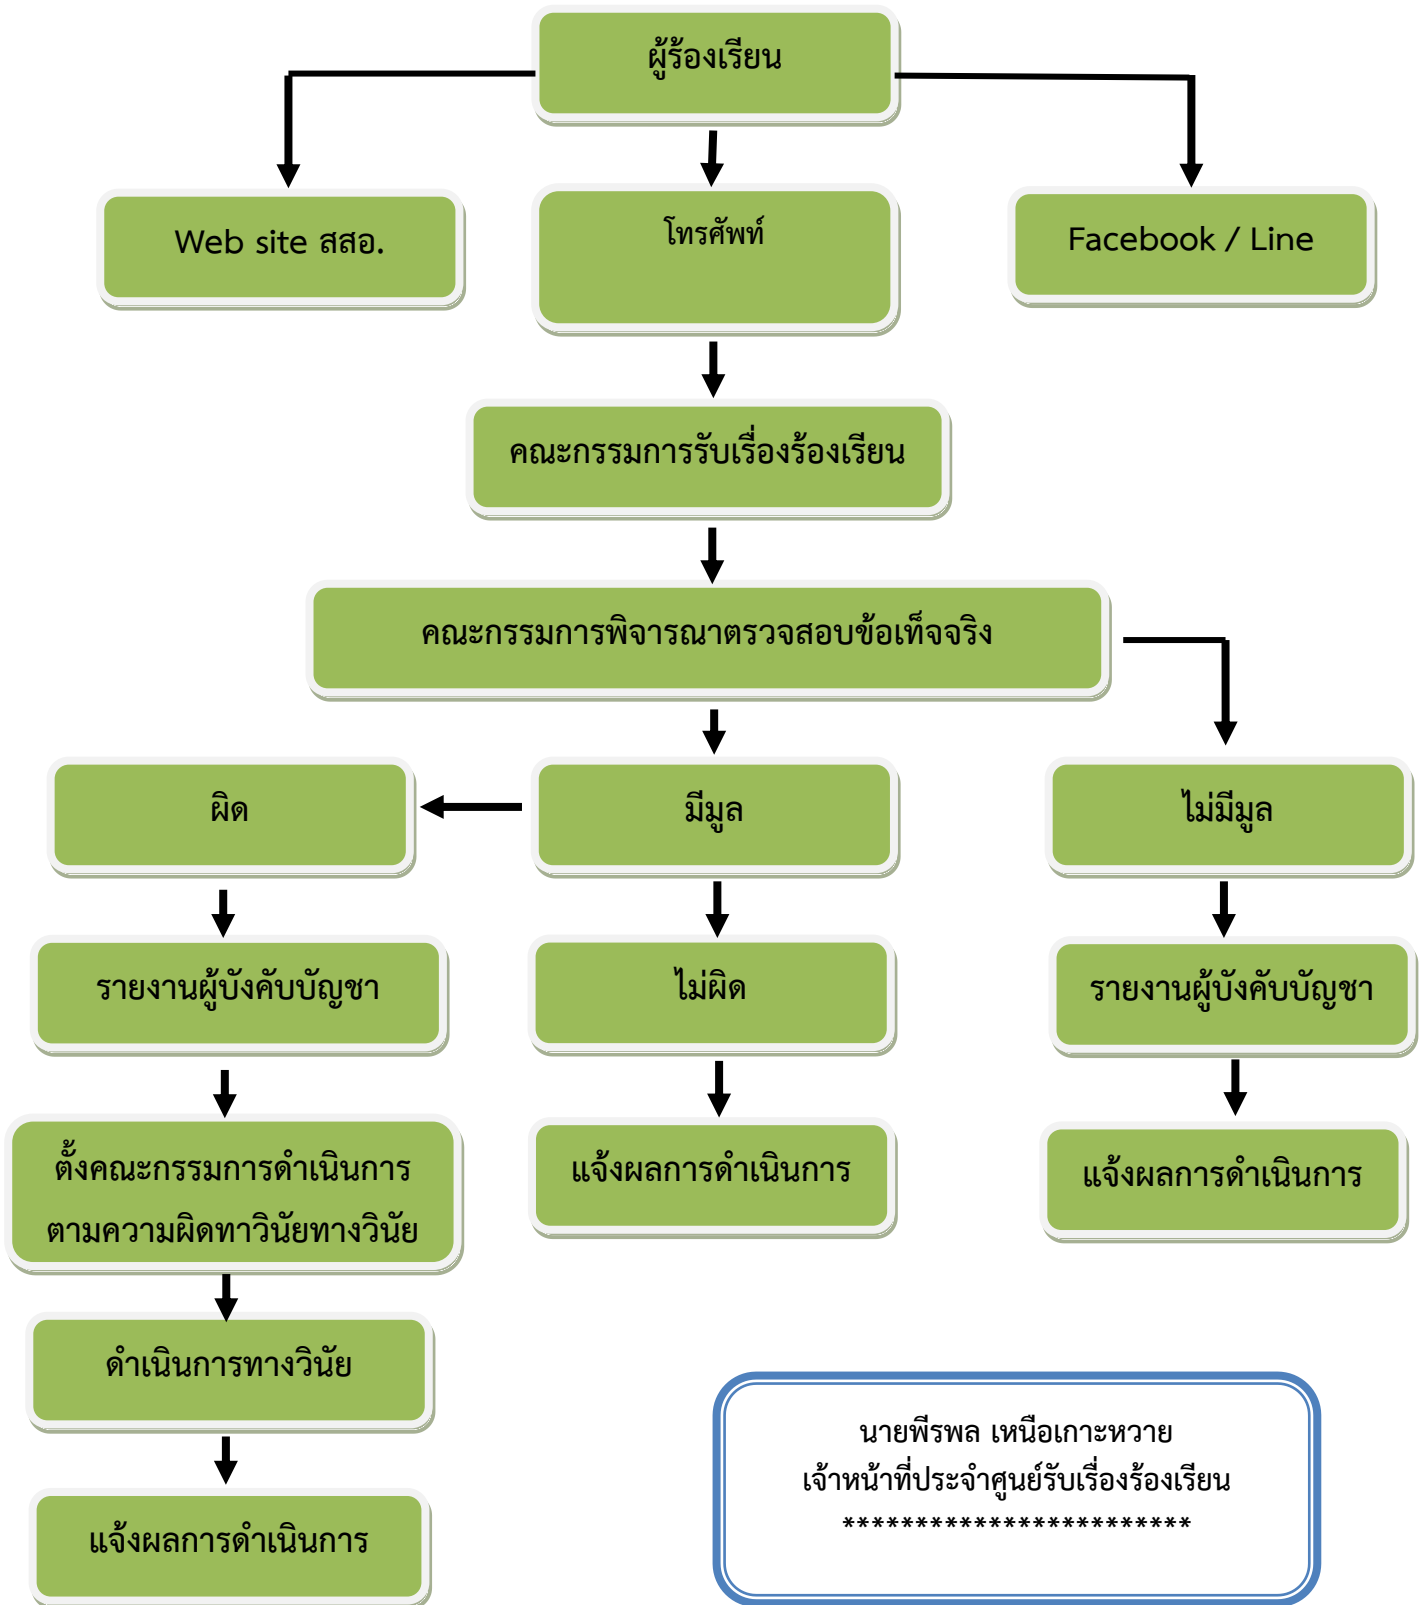 ผู้ร้องเรียน
Web site สสอ.
โทรศัพท์
Facebook / Line
คณะกรรมการรับเรื่องร้องเรียน
คณะกรรมการพิจารณาตรวจสอบข้อเท็จจริง
ผิด
มีมูล
ไม่มีมูล
รายงานผู้บังคับบัญชา
ไม่ผิด
รายงานผู้บังคับบัญชา
ตั้งคณะกรรมการดำเนินการ
ตามความผิดทาวินัยทางวินัย
แจ้งผลการดำเนินการ
แจ้งผลการดำเนินการ
ดำเนินการทางวินัย
แจ้งผลการดำเนินการ
นายพีรพล เหนือเกาะหวาย
เจ้าหน้าที่ประจำศูนย์รับเรื่องร้องเรียน
************************